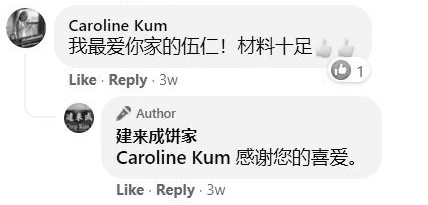 Caroline Kum
我最爱你家的伍仁！材料十足👍👍
1
Like · Reply · 3w
Author
建来成饼家
Caroline Kum 感谢您的喜爱。
Like · Reply · 3w